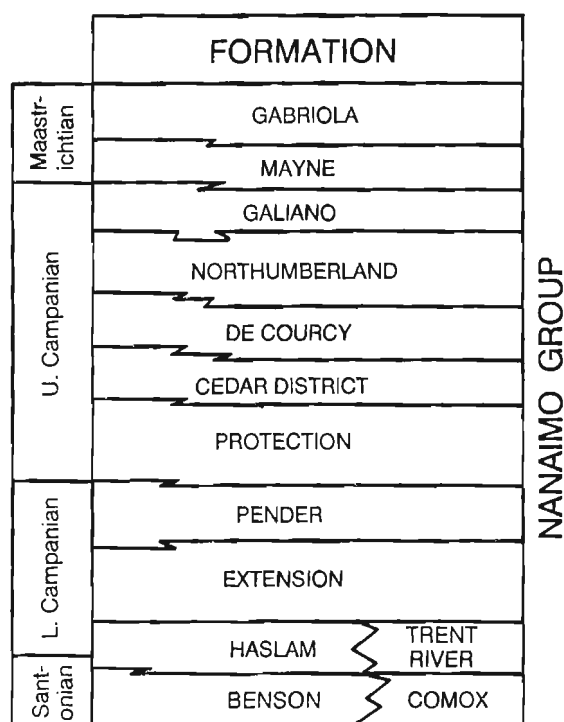 FORMATION
Maastr-
ichtian
GABRIOLA
MAYNE
U. Campanian
GALIANO
NORTHUMBERLAND
DE COURCY
CEDAR DISTRICT
PROTECTION
L. Campanian
PENDER
EXTENSION
HASLAM
TRENT
RIVER
Sant-
onian
BENSON
COMOX
NANAIMO GROUP